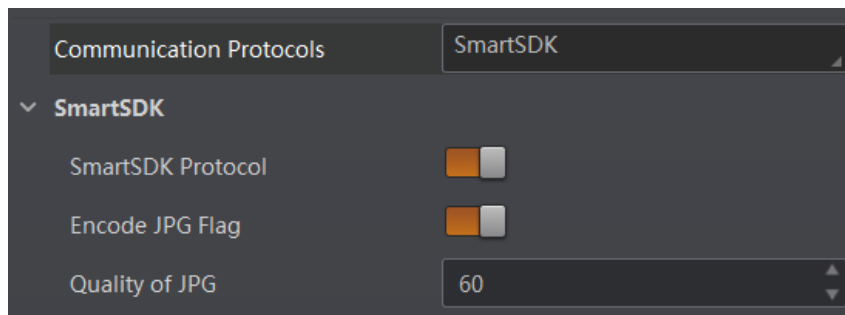 Communication Protocols SmartSDK
SmartSDK
SmartSDK Protocol
Encode JPG Flag
Quality of JPG 60